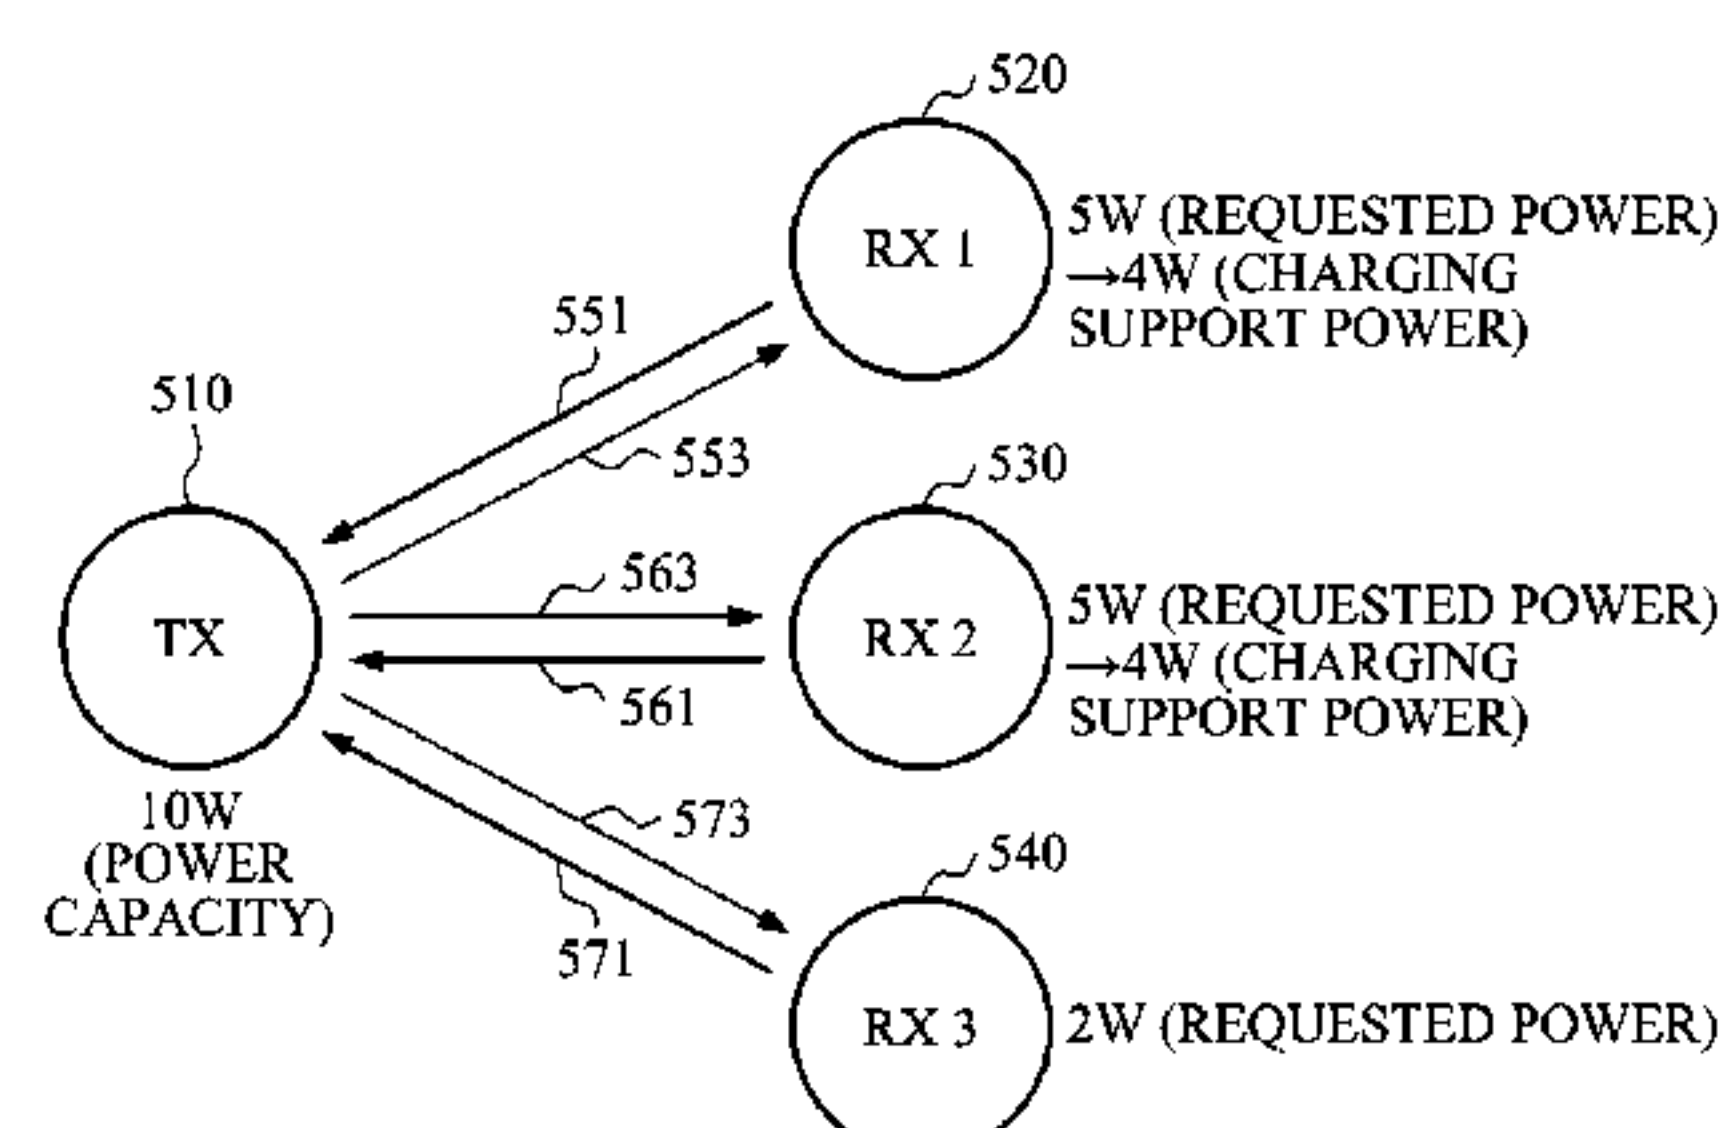 520
RX 1
5W (REQUESTED POWER)
→4W (CHARGING
SUPPORT POWER)
551
553
510
TX
10W
(POWER
CAPACITY)
530
563
561
RX 2
5W (REQUESTED POWER)
→4W (CHARGING
SUPPORT POWER)
573
571
540
RX 3
2W (REQUESTED POWER)